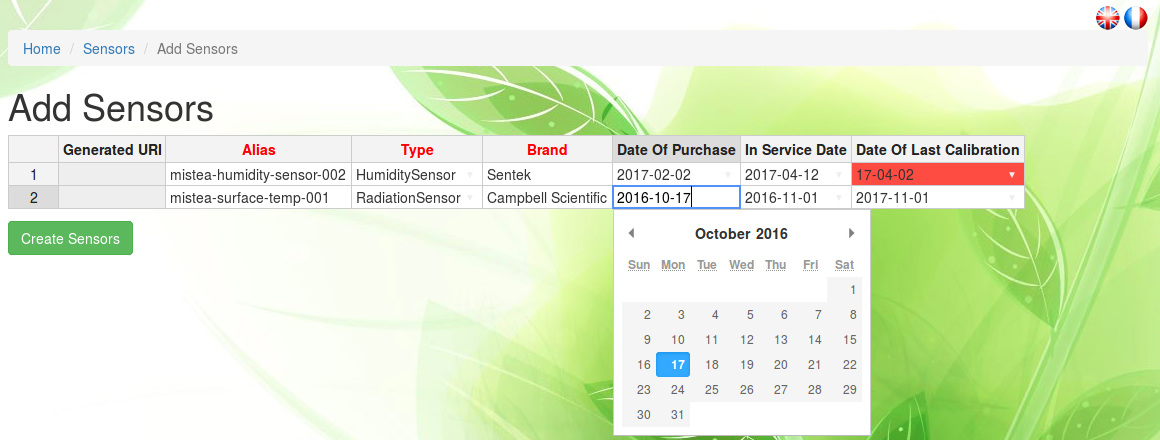 Home / Sensors / Add Sensors
Add Sensors
Generated URI Alias Type Brand Date Of Purchase In Service Date Date Of Last Calibration
1 mistea-humidity-sensor-002 HumiditySensor Sentek 2017-02-02 2017-04-12 17-04-02
2 mistea-surface-temp-001 RadiationSensor Campbell Scientific 2016-10-17 2016-11-01 2017-11-01
Create Sensors
October 2016
Sun Mon Tue Wed Thu Fri Sat
1
2 3 4 5 6 7 8
9 10 11 12 13 14 15
16 17 18 19 20 21 22
23 24 25 26 27 28 29
30 31